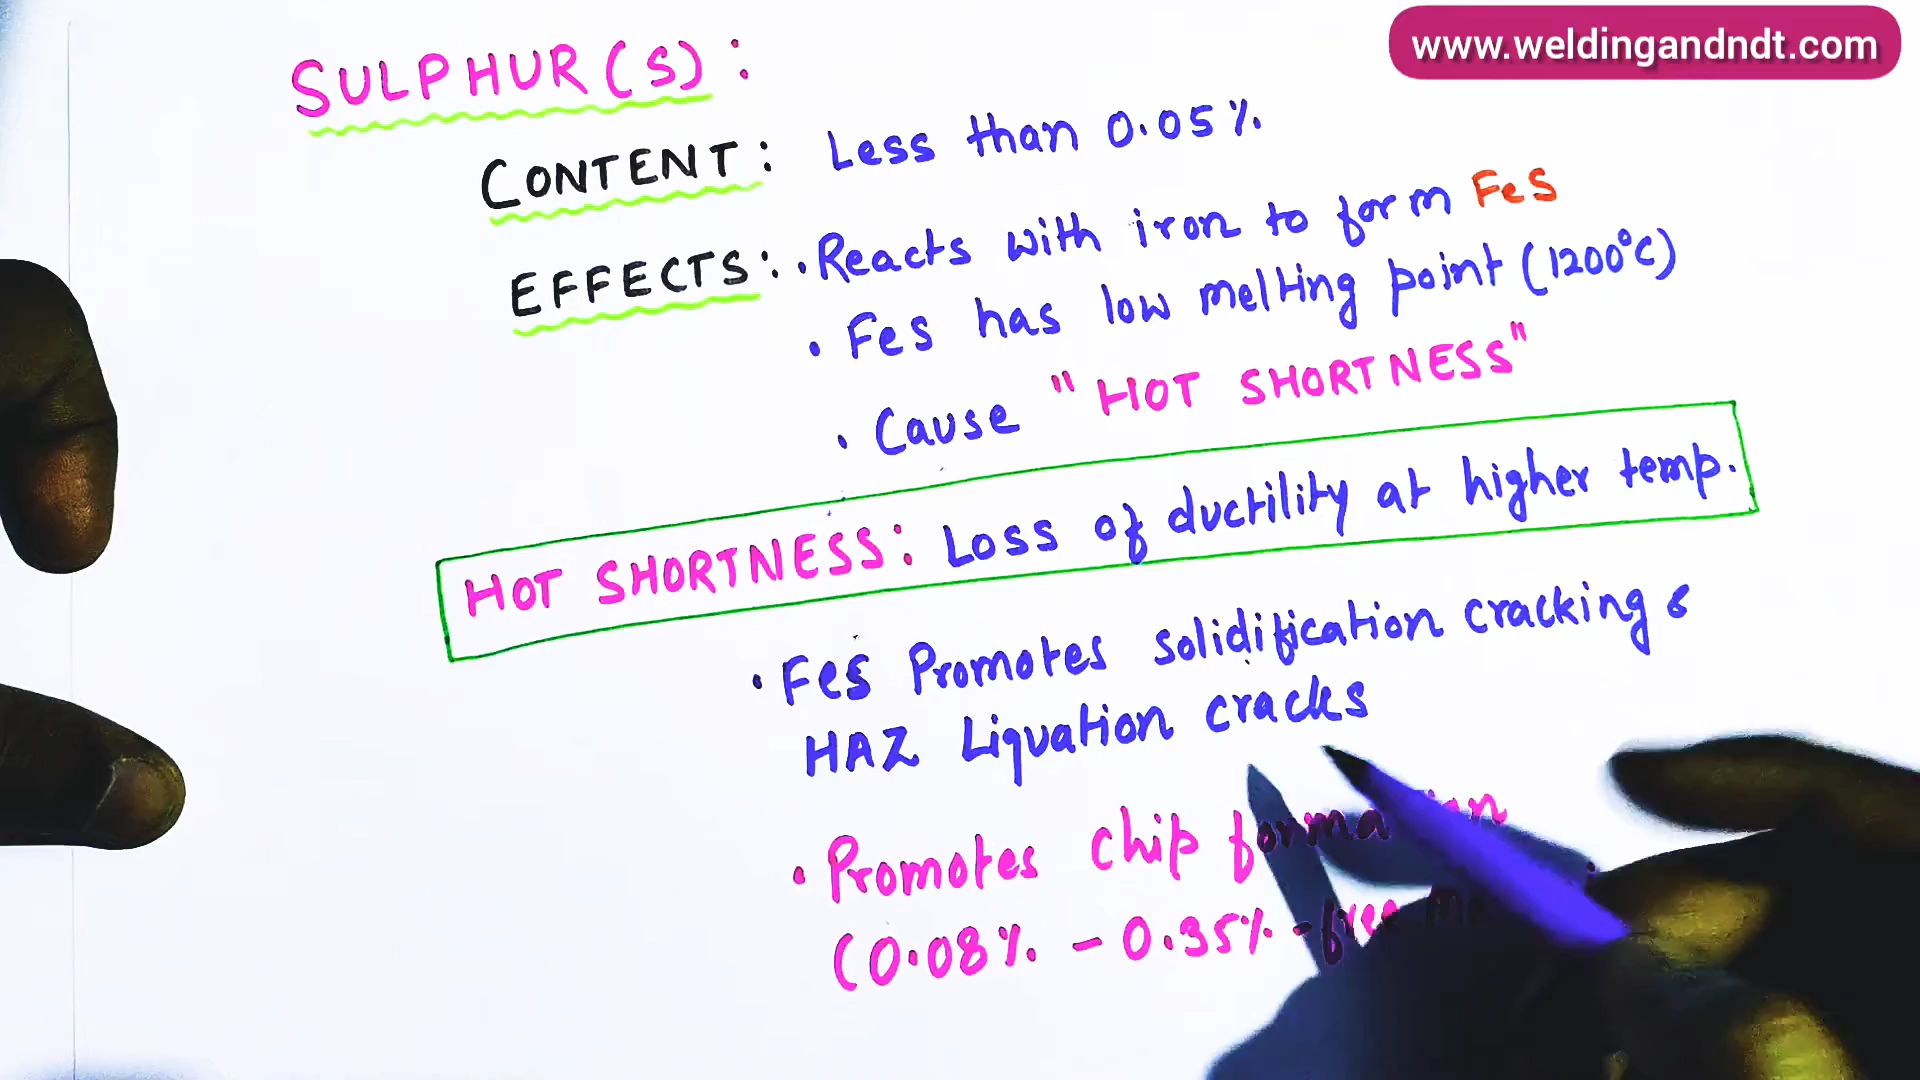 www.weldingandndt.com
SULPHUR(S):
CONTENT: Less than 0.05%
EFFECTS: • Reacts with iron to form FeS
• FeS has low melting point (1200°C)
• Cause "HOT SHORTNESS"
HOT SHORTNESS: Loss of ductility at higher temp.
• FeS Promotes solidification cracking &
HAZ Liquation cracks
• Promotes chip
(0.08% - 0.35% -